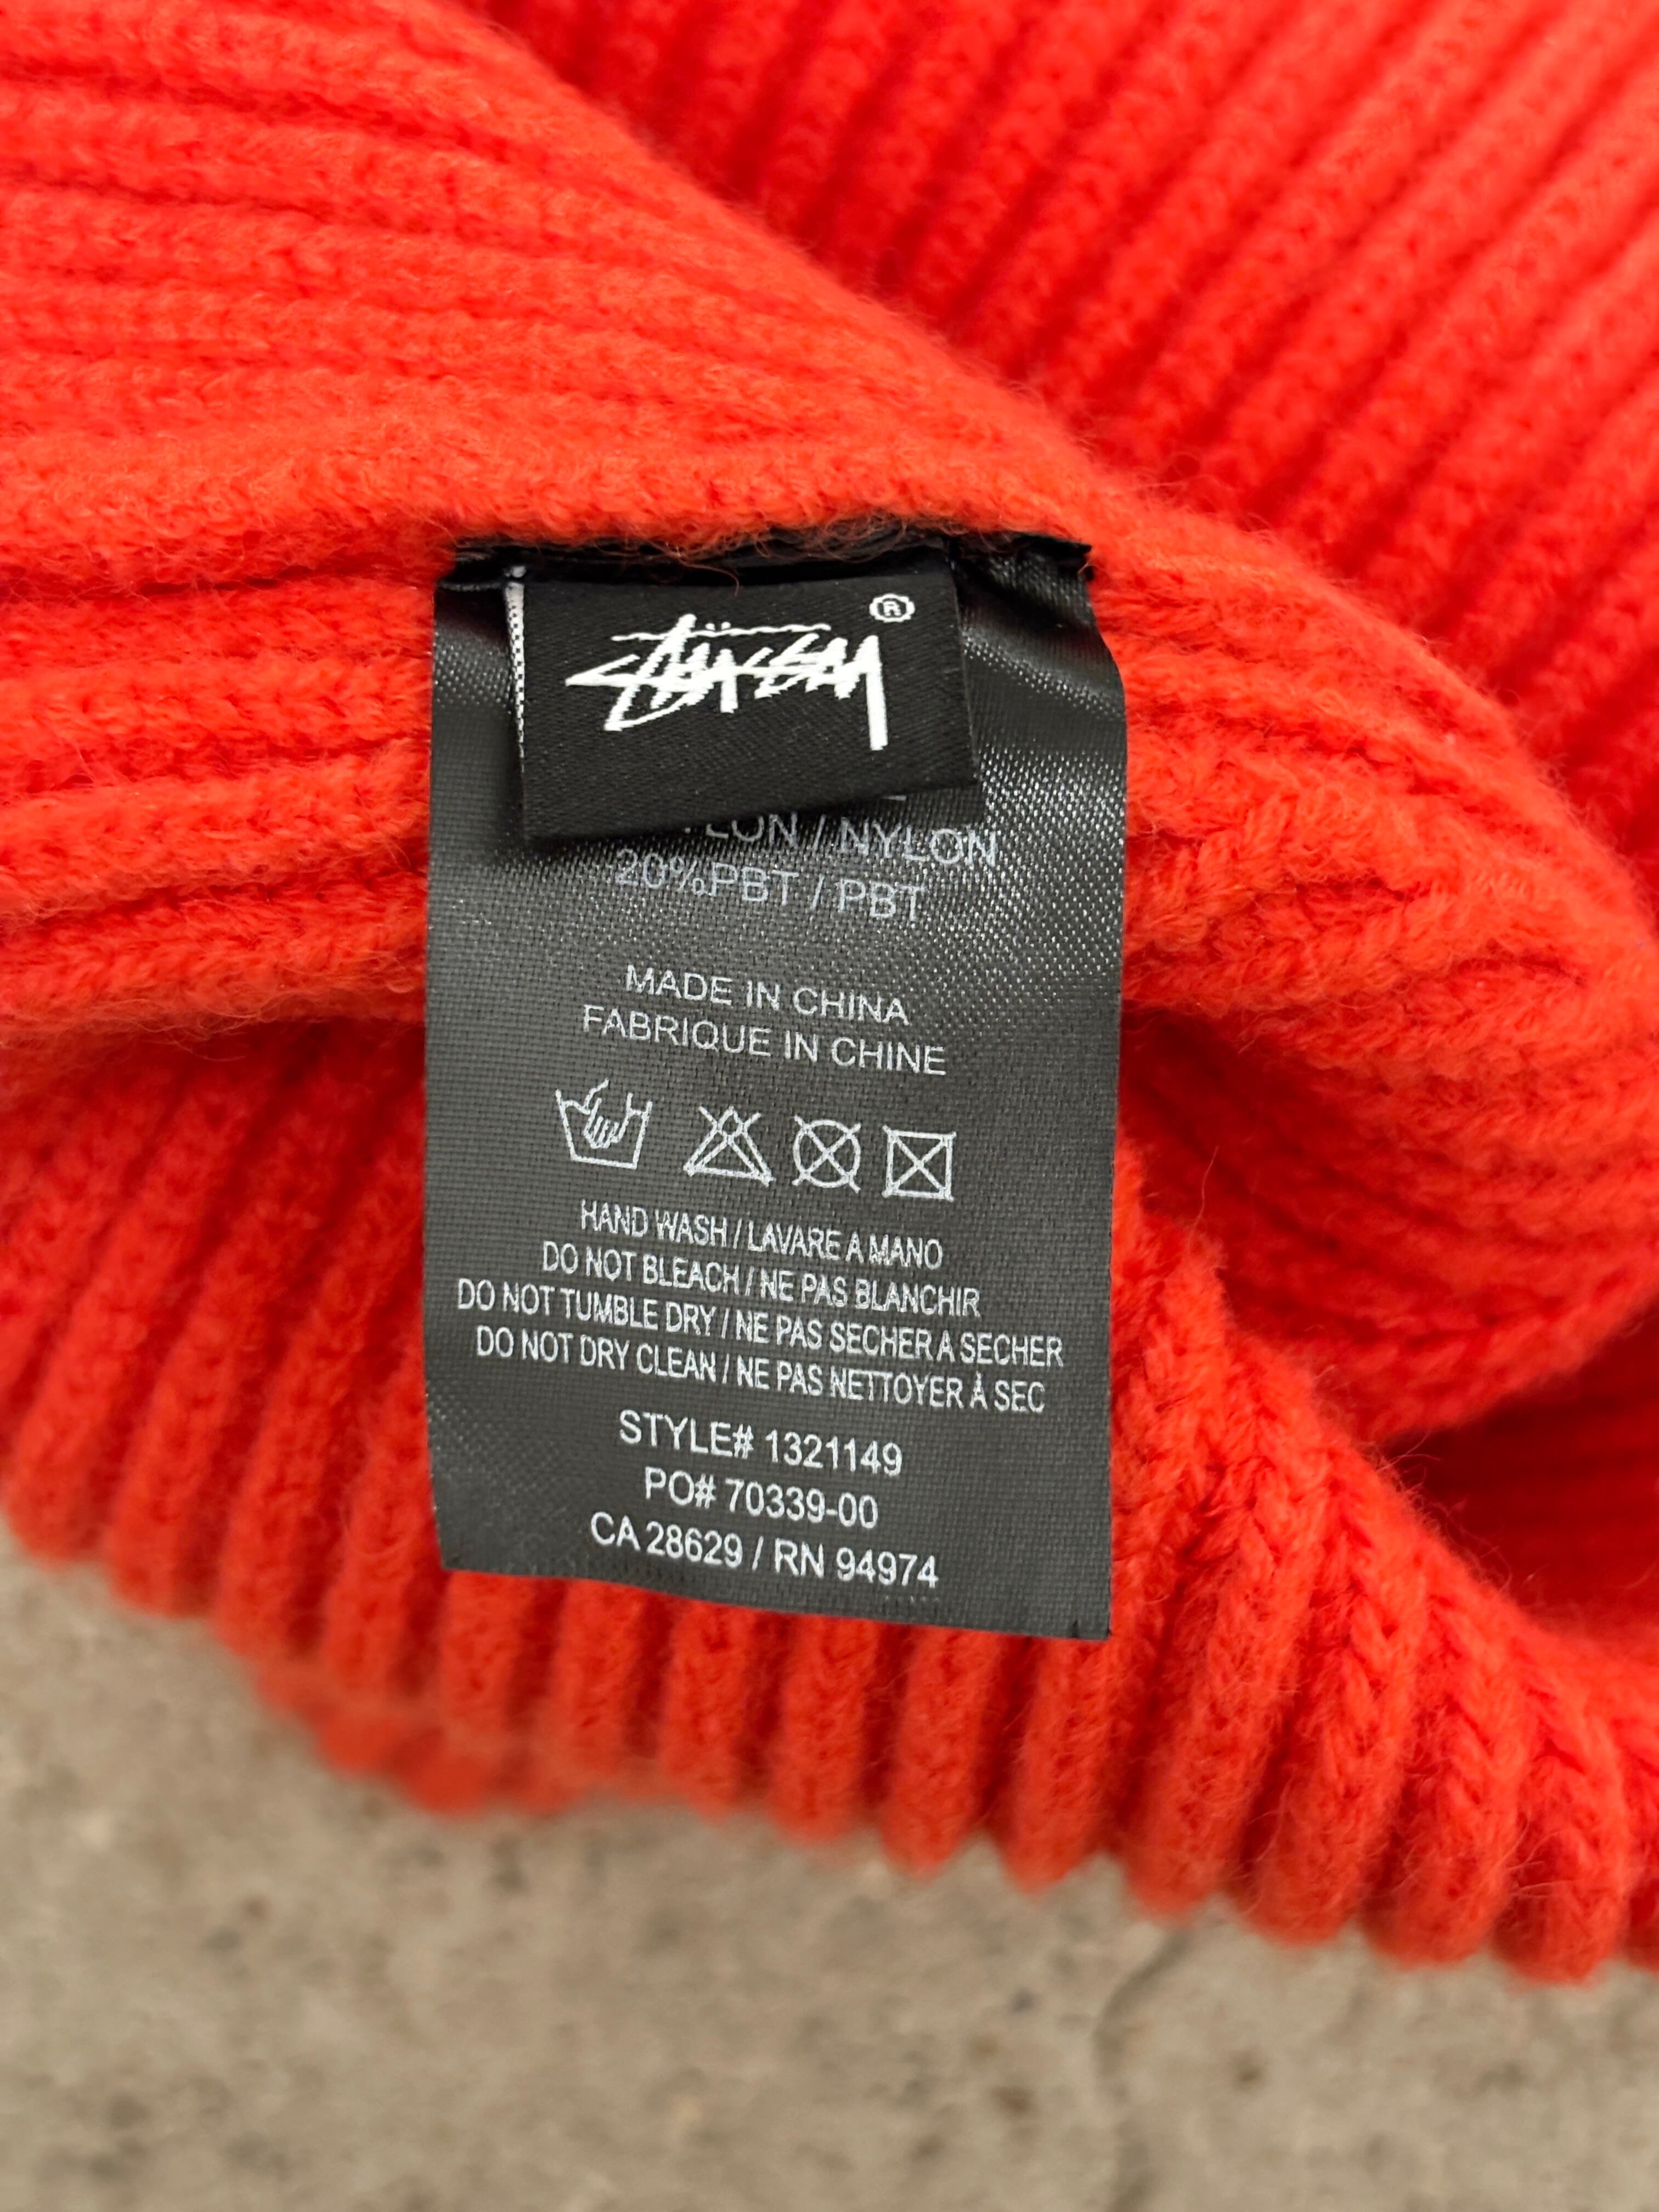 Stüssy ®
/ NYLON
20%PBT / PBT
MADE IN CHINA
FABRIQUE IN CHINE
HAND WASH / LAVARE A MANO
DO NOT BLEACH / NE PAS BLANCHIR
DO NOT TUMBLE DRY / NE PAS SECHER A SECHER
DO NOT DRY CLEAN / NE PAS NETTOYER À SEC
STYLE# 1321149
PO# 70339-00
CA 28629 / RN 94974